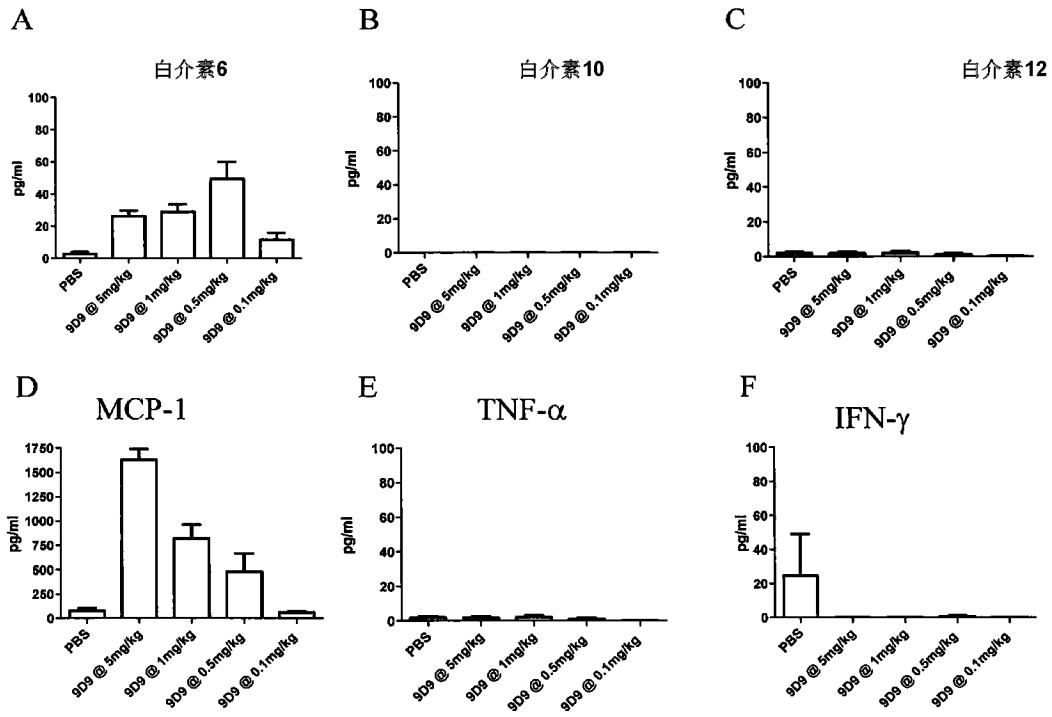 A
白介素6
100
80
60
40
20
0
pg/ml
PBS
9D9 @ 5mg/kg
9D9 @ 1mg/kg
9D9 @ 0.5mg/kg
9D9 @ 0.1mg/kg
B
白介素10
100
80
60
40
20
0
pg/ml
PBS
9D9 @ 5mg/kg
9D9 @ 1mg/kg
9D9 @ 0.5mg/kg
9D9 @ 0.1mg/kg
C
白介素12
100
80
60
40
20
0
pg/ml
PBS
9D9 @ 5mg/kg
9D9 @ 1mg/kg
9D9 @ 0.5mg/kg
9D9 @ 0.1mg/kg
D
MCP-1
1750
1500
1250
1000
750
500
250
0
pg/ml
PBS
9D9 @ 5mg/kg
9D9 @ 1mg/kg
9D9 @ 0.5mg/kg
9D9 @ 0.1mg/kg
E
TNF-α
100
80
60
40
20
0
pg/ml
PBS
9D9 @ 5mg/kg
9D9 @ 1mg/kg
9D9 @ 0.5mg/kg
9D9 @ 0.1mg/kg
F
IFN-γ
100
80
60
40
20
0
pg/ml
PBS
9D9 @ 5mg/kg
9D9 @ 1mg/kg
9D9 @ 0.5mg/kg
9D9 @ 0.1mg/kg